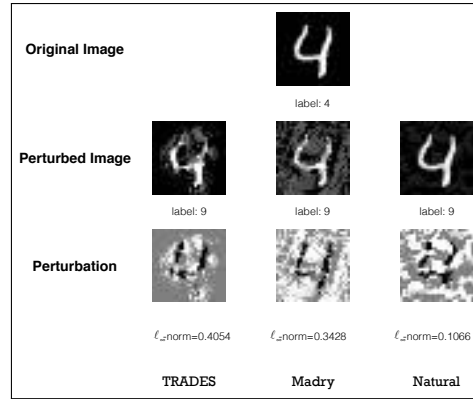 Original Image
label: 4
Perturbed Image
label: 9 label: 9 label: 9
Perturbation
ℓ∞norm=0.4054 ℓ∞norm=0.3428 ℓ∞norm=0.1066
TRADES Madry Natural